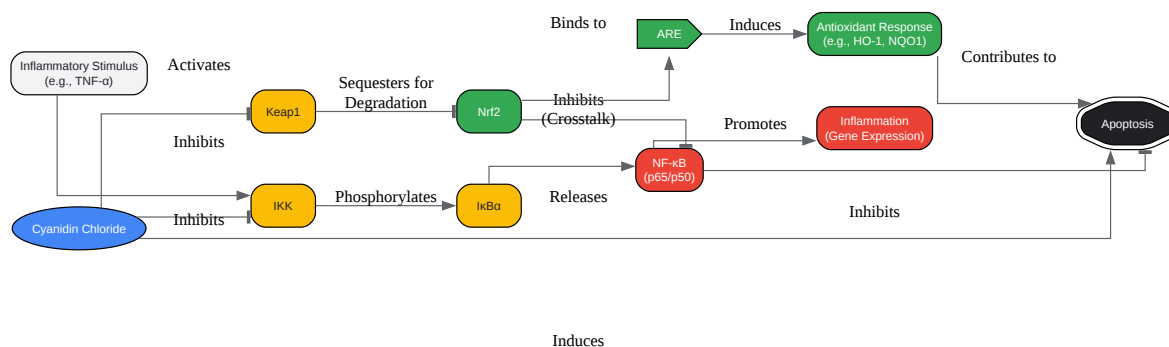 Binds to
ARE
Induces
Antioxidant Response
(e.g., HO-1, NQO1)
Contributes to
Inflammatory Stimulus
(e.g., TNF-α)
Activates
Sequesters for
Degradation
Keap1
Nrf2
Inhibits
(Crosstalk)
Promotes
Inflammation
(Gene Expression)
Apoptosis
Inhibits
NF-κB
(p65/p50)
IKK
Phosphorylates
IκBα
Releases
Inhibits
Cyanidin Chloride
Inhibits
Induces